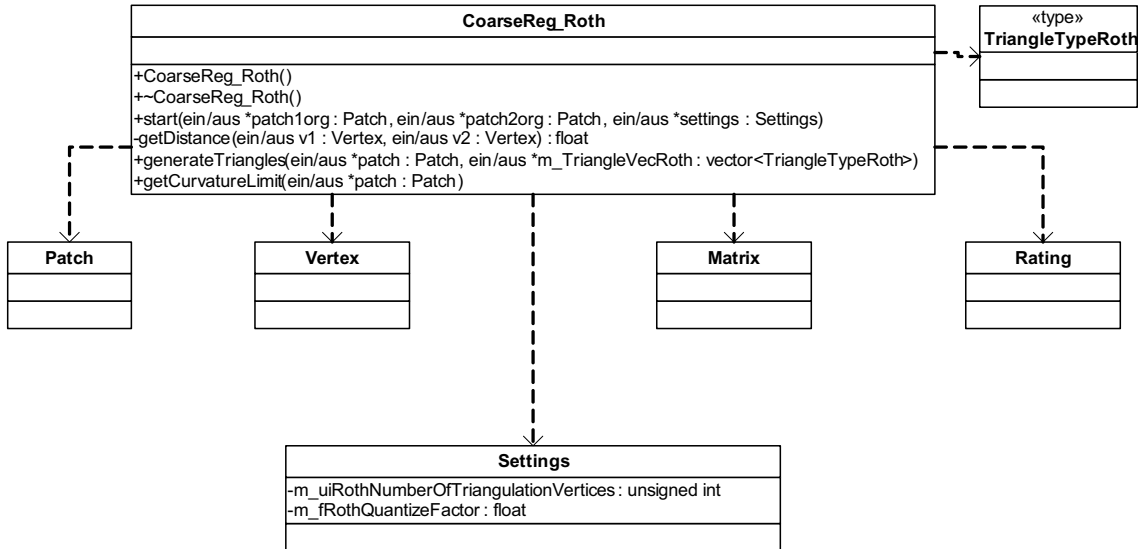 CoarseReg_Roth
+CoarseReg_Roth()
+~CoarseReg_Roth()
+start(ein/aus *patch1org : Patch, ein/aus *patch2org : Patch, ein/aus *settings : Settings)
-getDistance(ein/aus v1 : Vertex, ein/aus v2 : Vertex) : float
+generateTriangles(ein/aus *patch : Patch, ein/aus *m_TriangleVecRoth : vector<TriangleTypeRoth>)
+getCurvatureLimit(ein/aus *patch : Patch)
«type»
TriangleTypeRoth
Patch
Vertex
Matrix
Rating
Settings
-m_uiRothNumberOfTriangulationVertices : unsigned int
-m_fRothQuantizeFactor : float